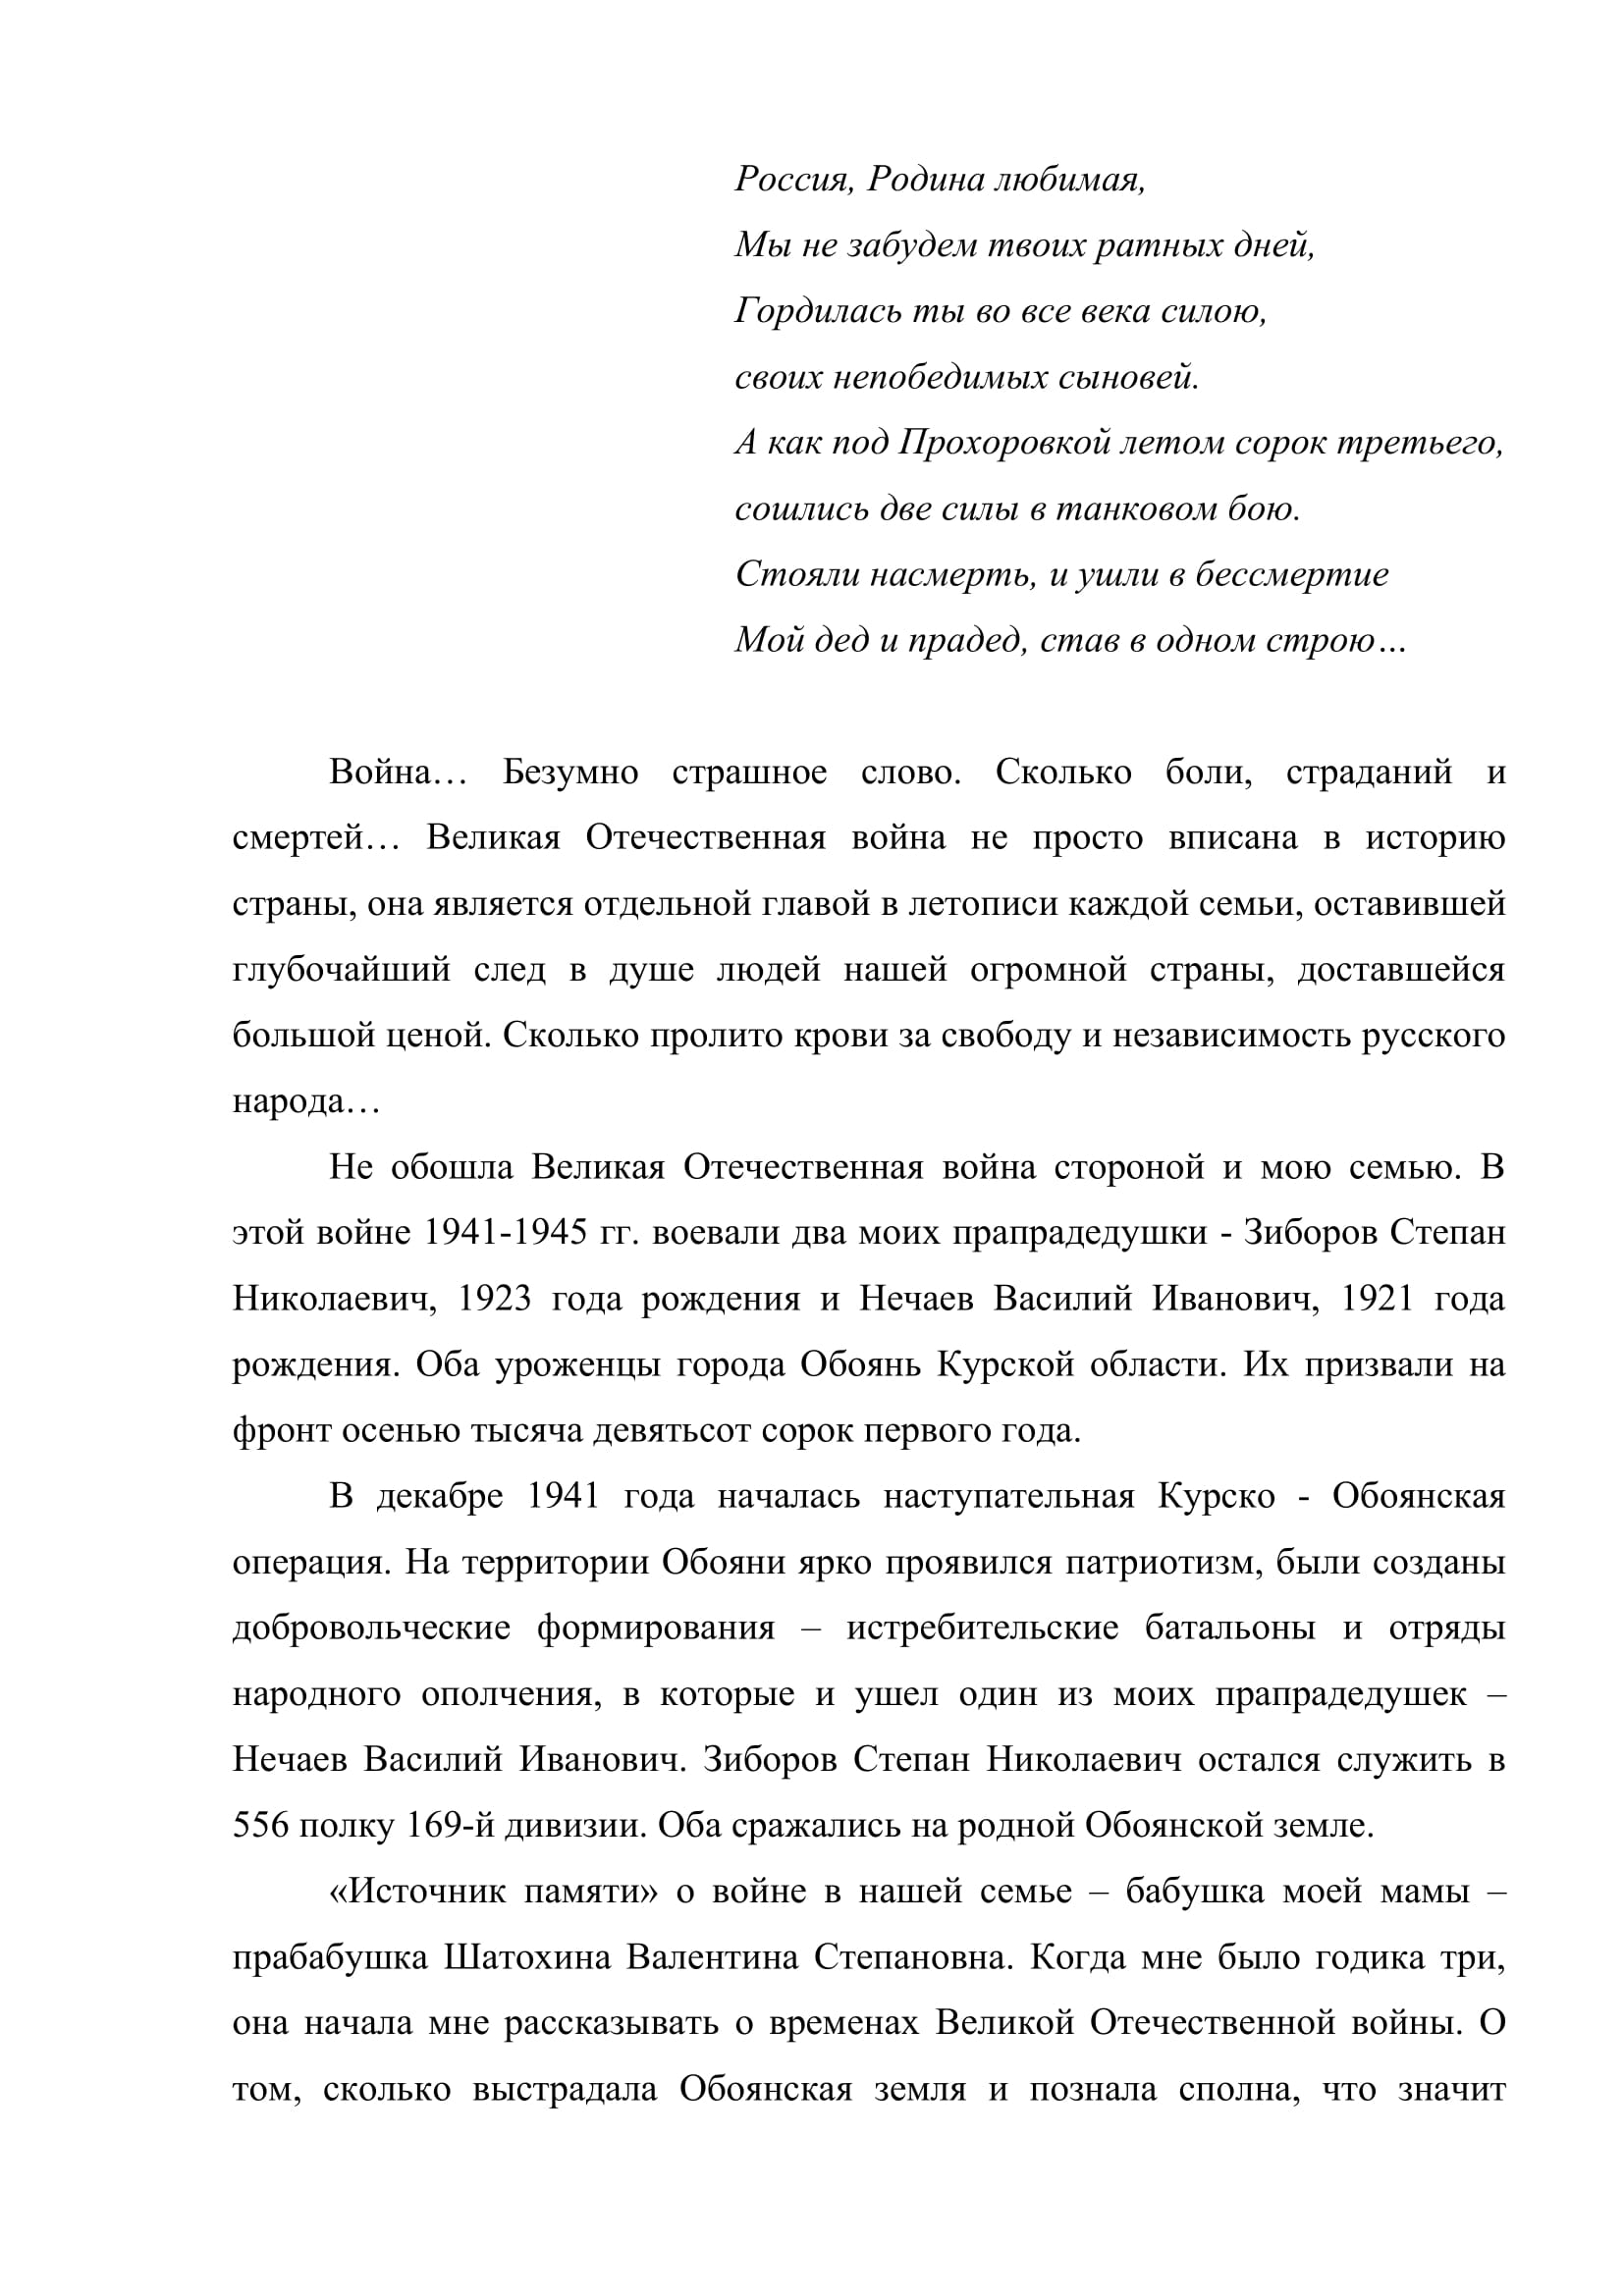 Россия, Родина любимая,
Мы не забудем твоих ратных дней,
Гордилась ты во все века силою,
своих непобедимых сыновей.
А как под Прохоровкой летом сорок третьего,
сошлись две силы в танковом бою.
Стояли насмерть, и ушли в бессмертие
Мой дед и прадед, став в одном строю…
Война… Безумно страшное слово. Сколько боли, страданий и
смертей… Великая Отечественная война не просто вписана в историю
страны, она является отдельной главой в летописи каждой семьи, оставившей
глубочайший след в душе людей нашей огромной страны, доставшейся
большой ценой. Сколько пролито крови за свободу и независимость русского
народа…
Не обошла Великая Отечественная война стороной и мою семью. В
этой войне 1941-1945 гг. воевали два моих прапрадедушки - Зиборов Степан
Николаевич, 1923 года рождения и Нечаев Василий Иванович, 1921 года
рождения. Оба уроженцы города Обоянь Курской области. Их призвали на
фронт осенью тысяча девятьсот сорок первого года.
В декабре 1941 года началась наступательная Курско - Обоянская
операция. На территории Обояни ярко проявился патриотизм, были созданы
добровольческие формирования – истребительские батальоны и отряды
народного ополчения, в которые и ушел один из моих прапрадедушек –
Нечаев Василий Иванович. Зиборов Степан Николаевич остался служить в
556 полку 169-й дивизии. Оба сражались на родной Обоянской земле.
«Источник памяти» о войне в нашей семье – бабушка моей мамы –
прабабушка Шатохина Валентина Степановна. Когда мне было годика три,
она начала мне рассказывать о временах Великой Отечественной войны. О
том, сколько выстрадала Обоянская земля и познала сполна, что значит